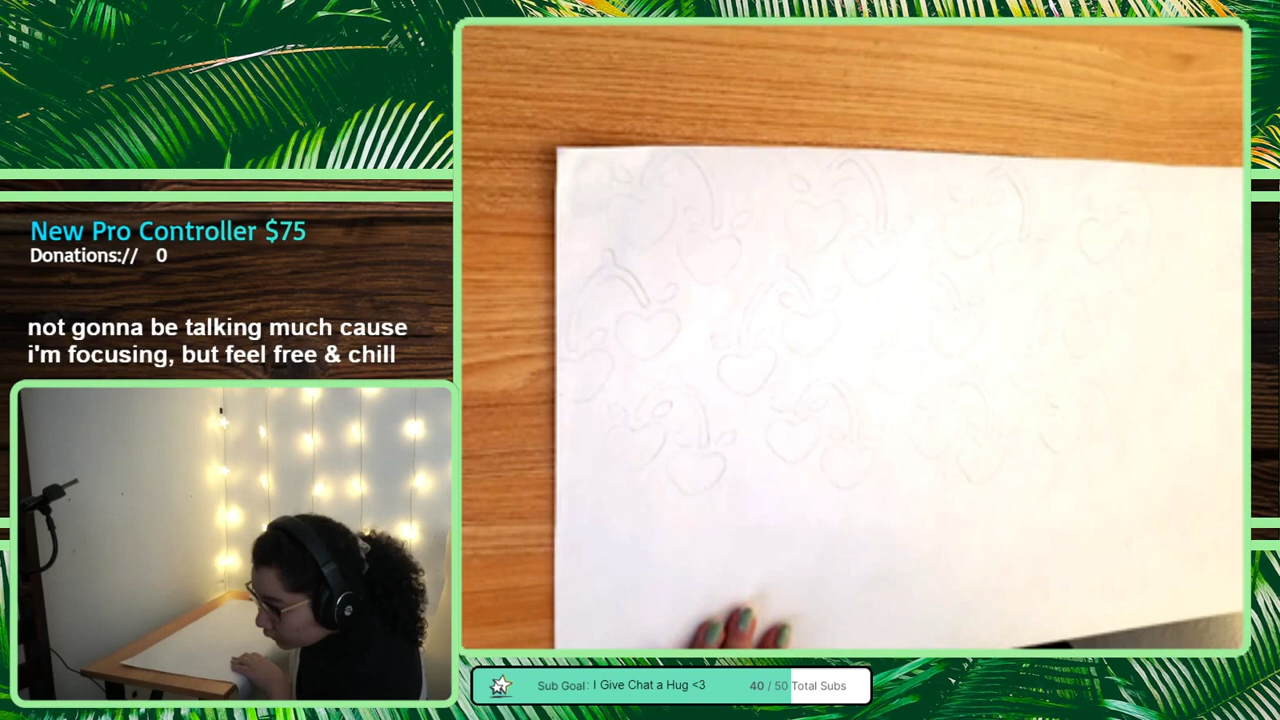 New Pro Controller $75
Donations:// 0
not gonna be talking much cause
i'm focusing, but feel free & chill
Sub Goal: I Give Chat a Hug <3 40 / 50 Total Subs